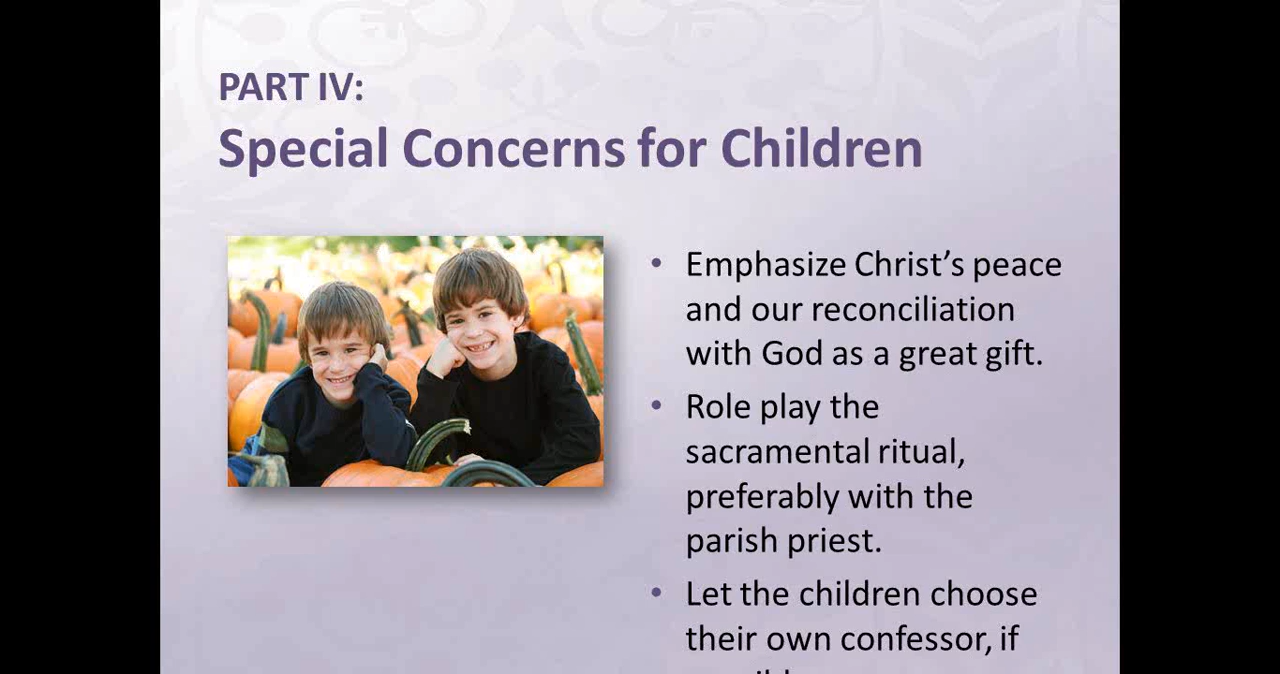 PART IV:
Special Concerns for Children
• Emphasize Christ’s peace
and our reconciliation
with God as a great gift.
• Role play the
sacramental ritual,
preferably with the
parish priest.
• Let the children choose
their own confessor, if